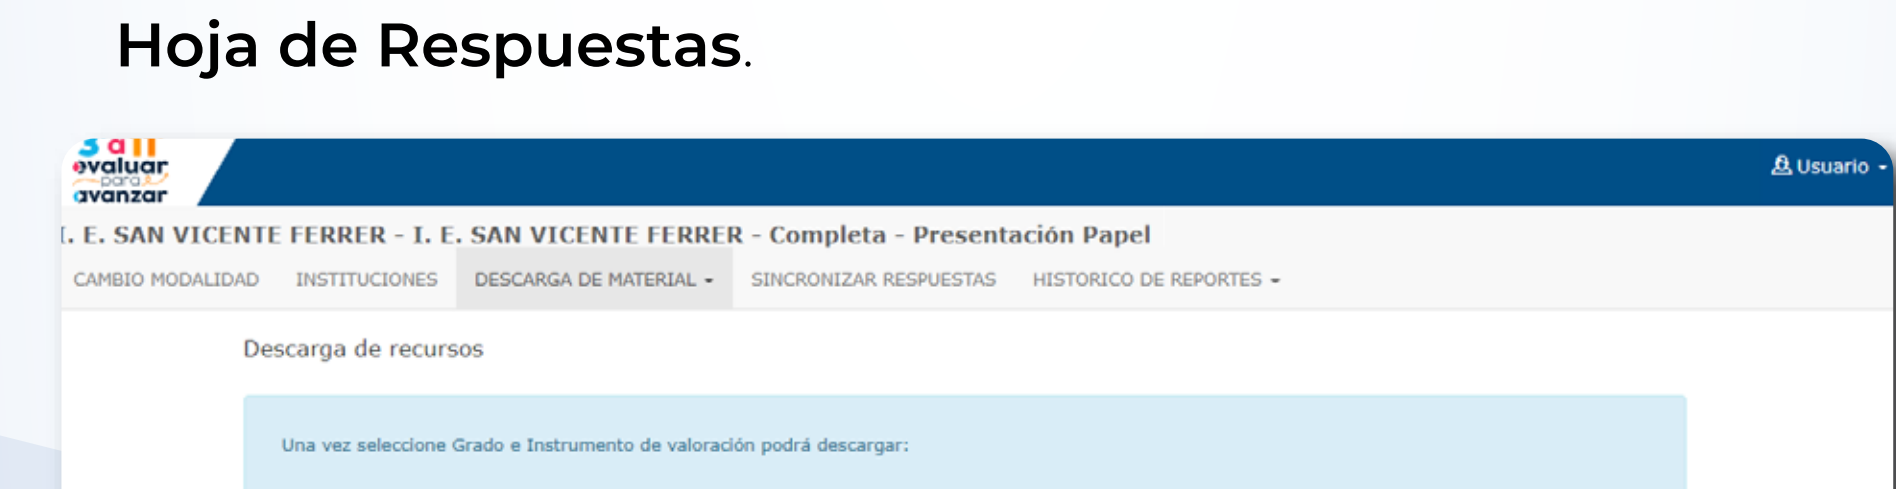 Hoja de Respuestas.
3 a 11
evaluar
para
avanzar
Usuario
I. E. SAN VICENTE FERRER - I. E. SAN VICENTE FERRER - Completa - Presentación Papel
CAMBIO MODALIDAD INSTITUCIONES DESCARGA DE MATERIAL SINCRONIZAR RESPUESTAS HISTORICO DE REPORTES
Descarga de recursos
Una vez seleccione Grado e Instrumento de valoración podrá descargar: